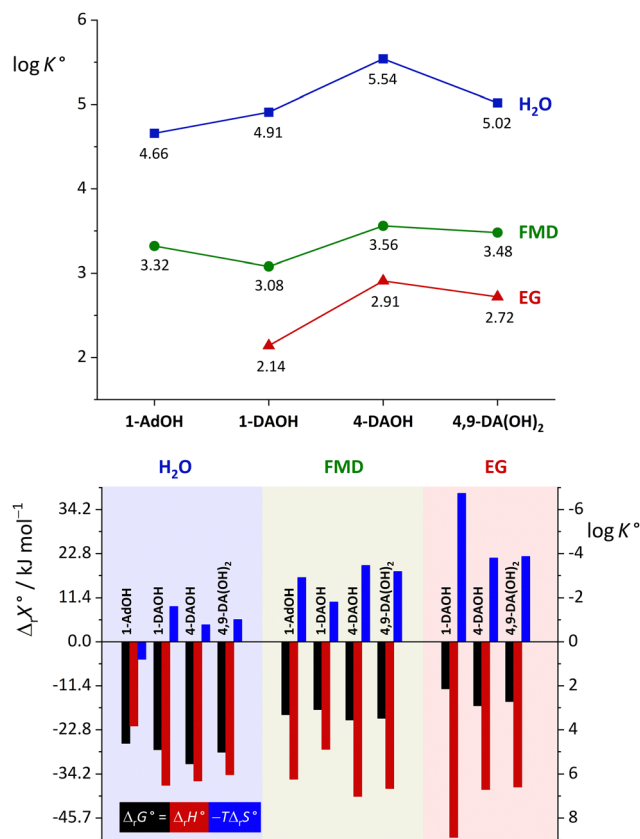 6
log K°
5.54
5
5.02
H₂O
4.91
4.66
4
3.56
3.48
FMD
3.32
3
3.08
2.91
2.72
EG
2
2.14
1-AdOH 1-DAOH 4-DAOH 4,9-DA(OH)₂
H₂O FMD EG
34.2 -6
log K°
22.8 -4
11.4 -2
1-AdOH 1-DAOH 4-DAOH 4,9-DA(OH)₂ 1-AdOH 1-DAOH 4-DAOH 4,9-DA(OH)₂ 1-DAOH 4-DAOH 4,9-DA(OH)₂
ΔᵣX° / kJ mol⁻¹
0.0 0
-11.4 2
-22.8 4
-34.2 6
-45.7 8
ΔᵣG° = ΔᵣH° −TΔᵣS°